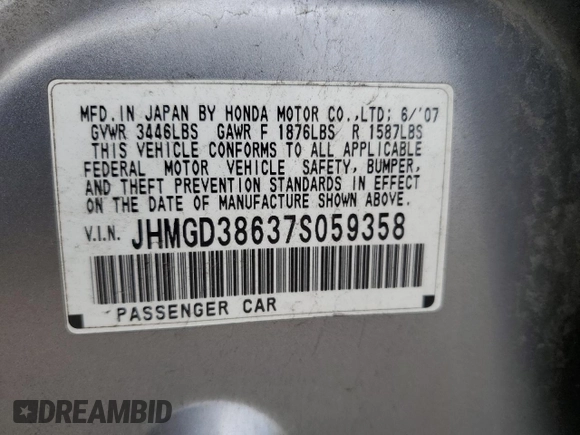 MFD.IN JAPAN BY HONDA MOTOR CO.,LTD; 6/'07
GVWR 3446LBS GAWR F 1876LBS R 1587LBS
THIS VEHICLE CONFORMS TO ALL APPLICABLE
FEDERAL MOTOR VEHICLE SAFETY, BUMPER,
AND THEFT PREVENTION STANDARDS IN EFFECT
ON THE DATE OF MANUFACTURE SHOWN ABOVE.
V.I.N. JHMGD38637S059358
PASSENGER CAR
DREAMBID